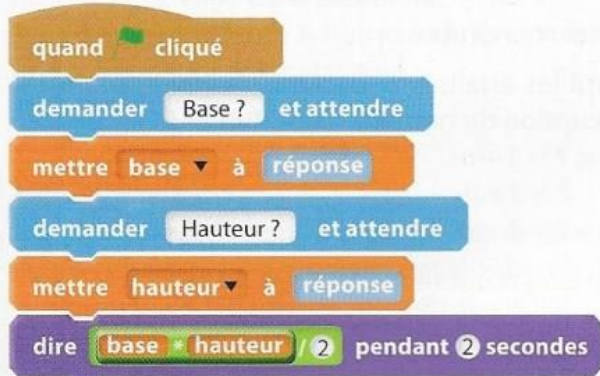 quand cliqué
demander Base ? et attendre
mettre base ▼ à réponse
demander Hauteur ? et attendre
mettre hauteur ▼ à réponse
dire base * hauteur / 2 pendant 2 secondes